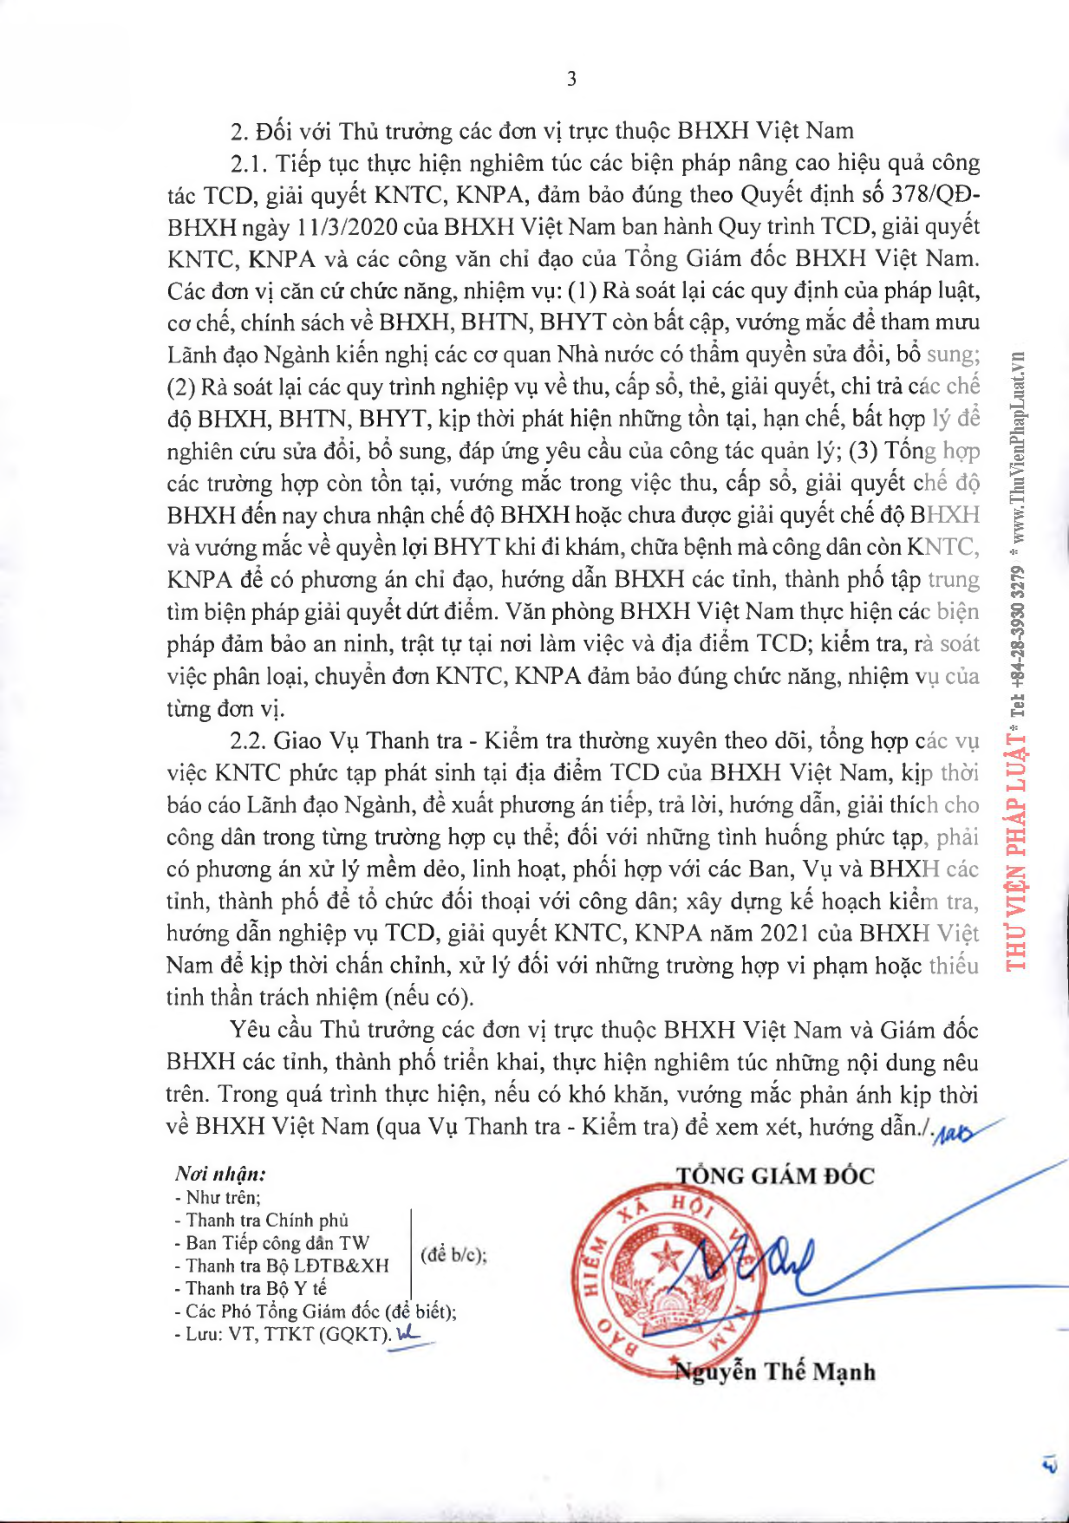 3
2. Đối với Thủ trưởng các đơn vị trực thuộc BHXH Việt Nam
2.1. Tiếp tục thực hiện nghiêm túc các biện pháp nâng cao hiệu quả công
tác TCD, giải quyết KNTC, KNPA, đảm bảo đúng theo Quyết định số 378/QĐ-
BHXH ngày 11/3/2020 của BHXH Việt Nam ban hành Quy trình TCD, giải quyết
KNTC, KNPA và các công văn chỉ đạo của Tổng Giám đốc BHXH Việt Nam.
Các đơn vị căn cứ chức năng, nhiệm vụ: (1) Rà soát lại các quy định của pháp luật,
cơ chế, chính sách về BHXH, BHTN, BHYT còn bất cập, vướng mắc để tham mưu
Lãnh đạo Ngành kiến nghị các cơ quan Nhà nước có thẩm quyền sửa đổi, bổ sung;
(2) Rà soát lại các quy trình nghiệp vụ về thu, cấp sổ, thẻ, giải quyết, chi trả các chế
độ BHXH, BHTN, BHYT, kịp thời phát hiện những tồn tại, hạn chế, bất hợp lý để
nghiên cứu sửa đổi, bổ sung, đáp ứng yêu cầu của công tác quản lý; (3) Tổng hợp
các trường hợp còn tồn tại, vướng mắc trong việc thu, cấp sổ, giải quyết chế độ
BHXH đến nay chưa nhận chế độ BHXH hoặc chưa được giải quyết chế độ BHXH
và vướng mắc về quyền lợi BHYT khi đi khám, chữa bệnh mà công dân còn KNTC,
KNPA để có phương án chỉ đạo, hướng dẫn BHXH các tỉnh, thành phố tập trung
tìm biện pháp giải quyết dứt điểm. Văn phòng BHXH Việt Nam thực hiện các biện
pháp đảm bảo an ninh, trật tự tại nơi làm việc và địa điểm TCD; kiểm tra, rà soát
việc phân loại, chuyển đơn KNTC, KNPA đảm bảo đúng chức năng, nhiệm vụ của
từng đơn vị.
2.2. Giao Vụ Thanh tra - Kiểm tra thường xuyên theo dõi, tổng hợp các vụ
việc KNTC phức tạp phát sinh tại địa điểm TCD của BHXH Việt Nam, kịp thời
báo cáo Lãnh đạo Ngành, đề xuất phương án tiếp, trả lời, hướng dẫn, giải thích cho
công dân trong từng trường hợp cụ thể; đối với những tình huống phức tạp, phải
có phương án xử lý mềm dẻo, linh hoạt, phối hợp với các Ban, Vụ và BHXH các
tỉnh, thành phố để tổ chức đối thoại với công dân; xây dựng kế hoạch kiểm tra,
hướng dẫn nghiệp vụ TCD, giải quyết KNTC, KNPA năm 2021 của BHXH Việt
Nam để kịp thời chấn chỉnh, xử lý đối với những trường hợp vi phạm hoặc thiếu
tinh thần trách nhiệm (nếu có).
Yêu cầu Thủ trưởng các đơn vị trực thuộc BHXH Việt Nam và Giám đốc
BHXH các tỉnh, thành phố triển khai, thực hiện nghiêm túc những nội dung nêu
trên. Trong quá trình thực hiện, nếu có khó khăn, vướng mắc phản ánh kịp thời
về BHXH Việt Nam (qua Vụ Thanh tra - Kiểm tra) để xem xét, hướng dẫn./.
Nơi nhận:
- Như trên;
- Thanh tra Chính phủ
- Ban Tiếp công dân TW
- Thanh tra Bộ LĐTB&XH
- Thanh tra Bộ Y tế
(để b/c);
- Các Phó Tổng Giám đốc (để biết);
- Lưu: VT, TTKT (GQKT).
TỔNG GIÁM ĐỐC
BẢO HIỂM XÃ HỘI VIỆT NAM
Nguyễn Thế Mạnh
THƯ VIỆN PHÁP LUẬT * Tel: +84-28-3930 3279 * www.ThuVienPhapLuat.vn